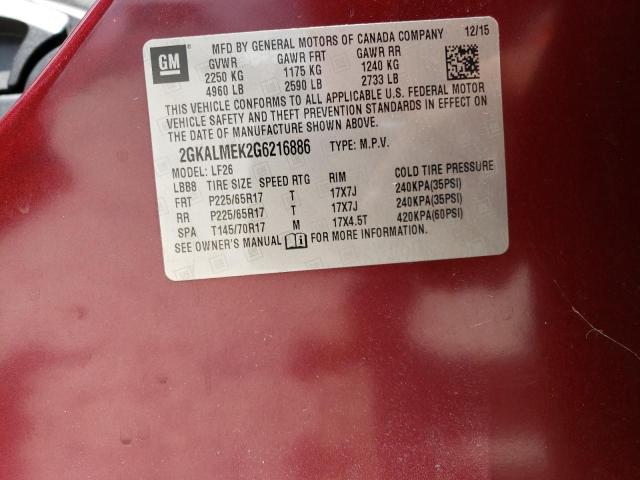 GM
MFD BY GENERAL MOTORS OF CANADA COMPANY 12/15
GVWR GAWR FRT GAWR RR
2250 KG 1175 KG 1240 KG
4960 LB 2590 LB 2733 LB
THIS VEHICLE CONFORMS TO ALL APPLICABLE U.S. FEDERAL MOTOR
VEHICLE SAFETY AND THEFT PREVENTION STANDARDS IN EFFECT ON
THE DATE OF MANUFACTURE SHOWN ABOVE.
2GKALMEK2G6216886 TYPE: M.P.V.
MODEL: LF26
LBB8 TIRE SIZE SPEED RTG RIM COLD TIRE PRESSURE
FRT P225/65R17 T 17X7J 240KPA(35PSI)
RR P225/65R17 T 17X7J 240KPA(35PSI)
SPA T145/70R17 M 17X4.5T 420KPA(60PSI)
SEE OWNER'S MANUAL FOR MORE INFORMATION.